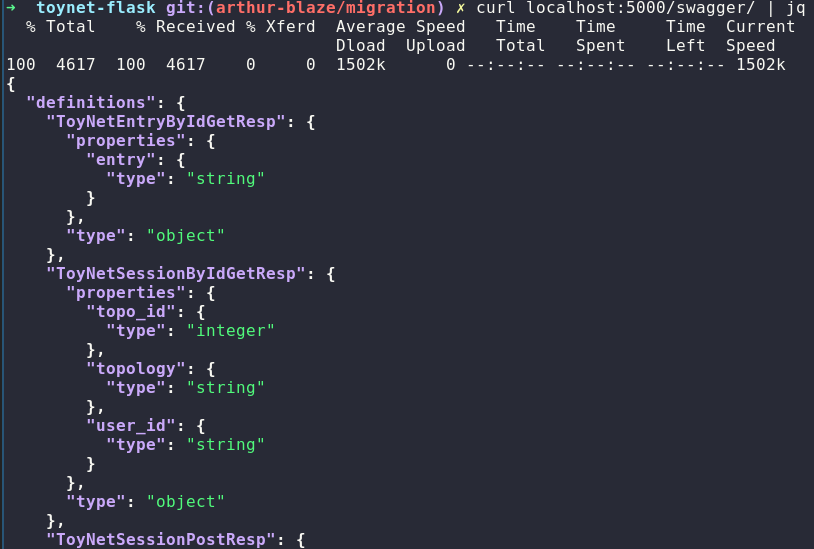 ➜  toynet-flask git:(arthur-blaze/migration) ✗ curl localhost:5000/swagger/ | jq
  % Total    % Received % Xferd  Average Speed   Time    Time     Time  Current
                                 Dload  Upload   Total   Spent    Left  Speed
100  4617  100  4617    0     0  1502k      0 --:--:-- --:--:-- --:--:-- 1502k
{
  "definitions": {
    "ToyNetEntryByIdGetResp": {
      "properties": {
        "entry": {
          "type": "string"
        }
      },
      "type": "object"
    },
    "ToyNetSessionByIdGetResp": {
      "properties": {
        "topo_id": {
          "type": "integer"
        },
        "topology": {
          "type": "string"
        },
        "user_id": {
          "type": "string"
        }
      },
      "type": "object"
    },
    "ToyNetSessionPostResp": {